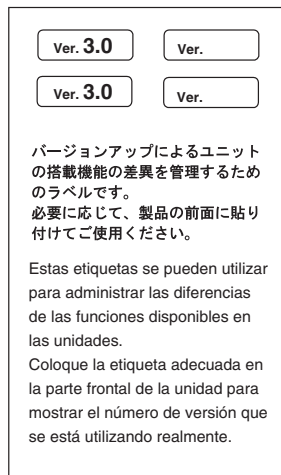 Ver. 3.0 Ver.
Ver. 3.0 Ver.
バージョンアップによるユニット
の搭載機能の差異を管理するため
のラベルです。
必要に応じて、製品の前面に貼り
付けてご使用ください。
Estas etiquetas se pueden utilizar
para administrar las diferencias
de las funciones disponibles en
las unidades.
Coloque la etiqueta adecuada en
la parte frontal de la unidad para
mostrar el número de versión que
se está utilizando realmente.